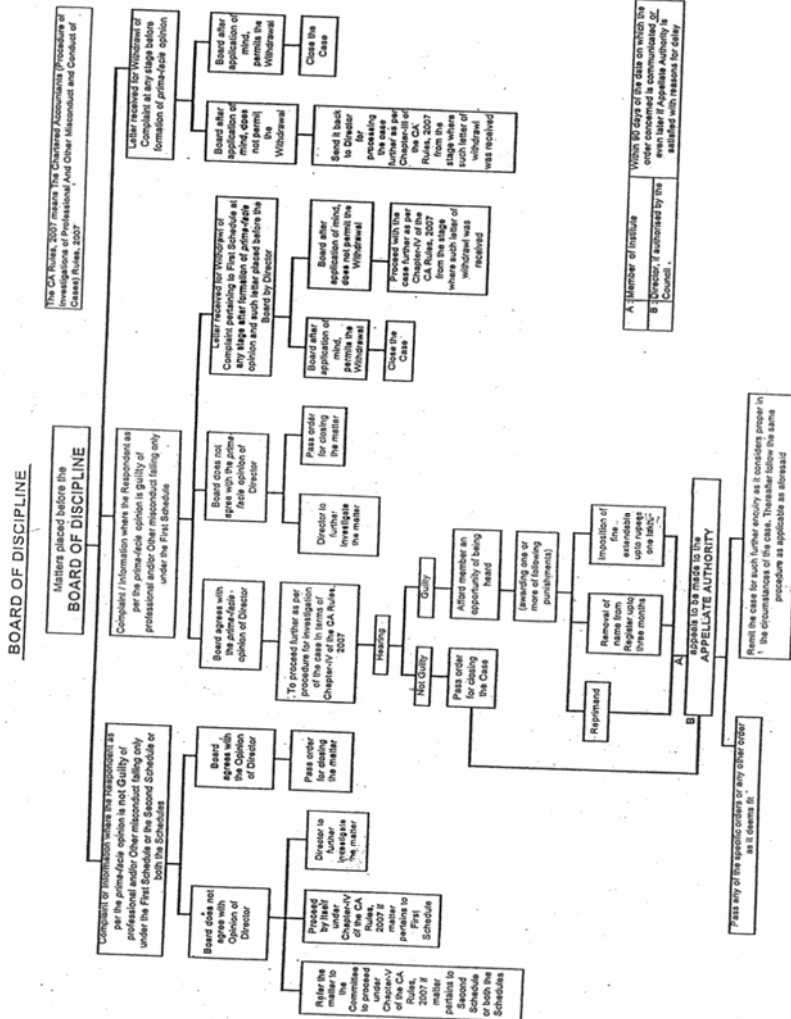 BOARD OF DISCIPLINE
The CA Rules, 2007 means The Chartered Accountants (Procedure of
Investigations of Professional And Other Misconduct and Conduct of
Cases) Rules, 2007
Matters placed before the
BOARD OF DISCIPLINE
Complaint or Information where the Respondent as
per the prima-facie opinion is not Guilty of
professional and/or Other misconduct falling only
under the First Schedule or the Second Schedule or
both the Schedules
Board does not
agree with
Opinion of
Director
Refer the
matter to
the
Committee
to proceed
under
Chapter-V
of the CA
Rules,
2007 if
matter
pertains to
Second
Schedule
or both the
Schedules
Proceed
by itself
under
Chapter-IV
of the CA
Rules,
2007 if
matter
pertains to
First
Schedule
Director to
further
investigate
the matter
Board
agrees with
the Opinion
of Director
Pass order
for closing
the matter
Complaint / Information where the Respondent as
per the prima-facie opinion is guilty of
professional and/or Other misconduct falling only
under the First Schedule
Board agrees with
the prima-facie
opinion of Director
To proceed further as per
procedure for investigation
of the case in terms of
Chapter-IV of the CA Rules,
2007
Hearing
Not Guilty
Pass order
for closing
the Case
Guilty
Afford member an
opportunity of being
heard
(awarding one or
more of following
punishments)
Reprimand
Removal of
name from
Register upto
three months
Imposition of
fine
extendable
upto rupees
one lakh
Board does not
agree with the prima-
facie opinion of
Director
Director to
further
investigate
the matter
Pass order
for closing
the matter
Letter received for Withdrawl of
Complaint pertaining to First Schedule at
any stage after formation of prima-facie
opinion and such letter placed before the
Board by Director
Board after
application of
mind,
permits the
Withdrawal
Close the
Case
Board after
application of mind,
does not permit the
Withdrawal
Proceed with the
case further as per
Chapter-IV of the
CA Rules, 2007
from the stage
where such letter of
withdrawl was
received
Letter received for Withdrawl of
Complaint at any stage before
formation of prima-facie opinion
Board after
application of
mind, does
not permit
the
Withdrawal
Send it back
to Director
for
processing
the case
further as per
Chapter-III of
the CA
Rules, 2007
from the
stage where
such letter of
withdrawl
was received
Board after
application of
mind,
permits the
Withdrawal
Close the
Case
B
A
appeals to be made to the
APPELLATE AUTHORITY
Pass any of the specific orders or any other order
as it deems fit
Remit the case for such further enquiry as it considers proper in
the circumstances of the case. Thereafter follow the same
procedure as applicable as aforesaid
A : Member of Institute
B : Director, if authorised by the
Council
Within 90 days of the date on which the
order concerned is communicated or
even later if Appellate Authority is
satisfied with reasons for delay